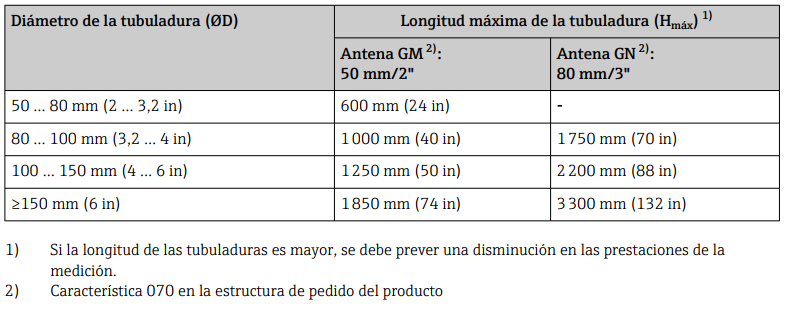 Diámetro de la tubuladura (ØD) Longitud máxima de la tubuladura (Hmáx) 1)
Antena GM 2): Antena GN 2):
50 mm/2" 80 mm/3"
50 ... 80 mm (2 ... 3,2 in) 600 mm (24 in) -
80 ... 100 mm (3,2 ... 4 in) 1 000 mm (40 in) 1 750 mm (70 in)
100 ... 150 mm (4 ... 6 in) 1 250 mm (50 in) 2 200 mm (88 in)
≥150 mm (6 in) 1 850 mm (74 in) 3 300 mm (132 in)
1) Si la longitud de las tubuladuras es mayor, se debe prever una disminución en las prestaciones de la
medición.
2) Característica 070 en la estructura de pedido del producto